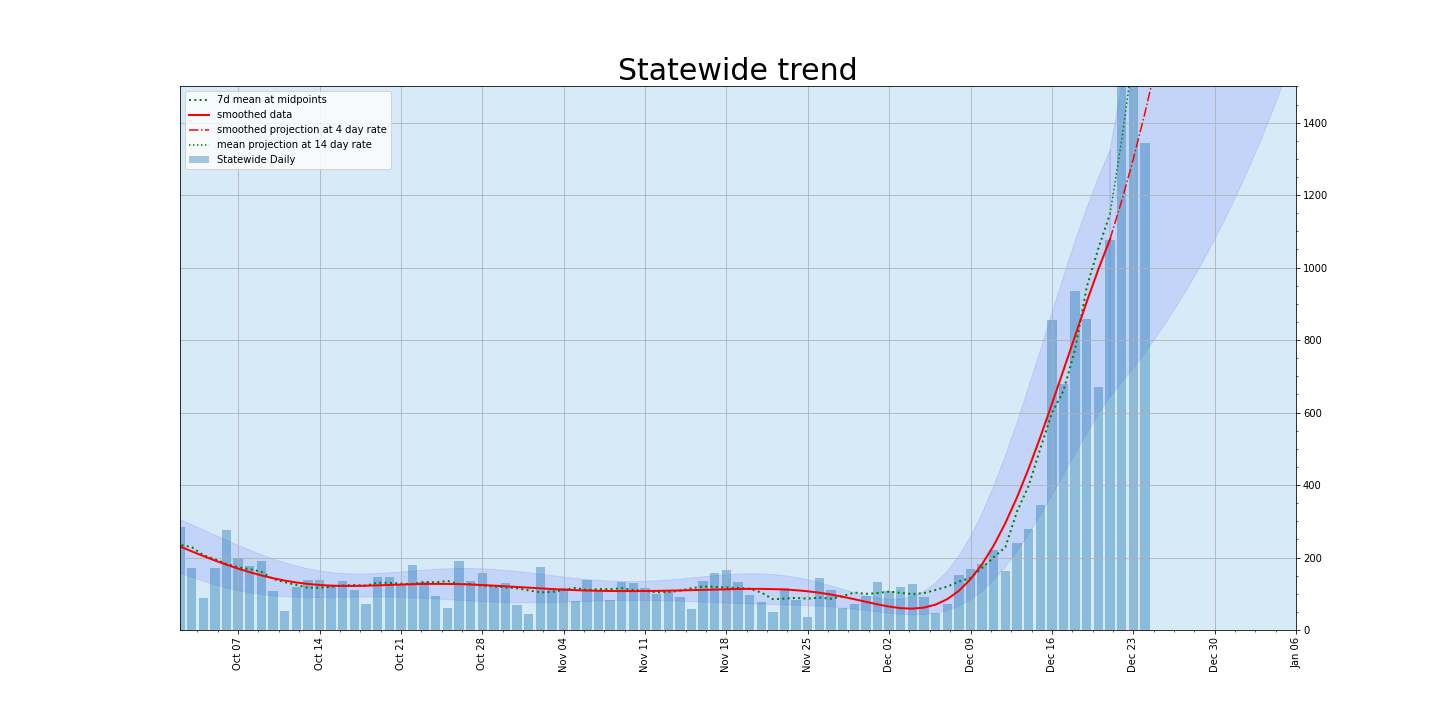 Statewide trend
7d mean at midpoints
smoothed data
smoothed projection at 4 day rate
mean projection at 14 day rate
Statewide Daily
1400
1200
1000
800
600
400
200
0
Oct 07
Oct 14
Oct 21
Oct 28
Nov 04
Nov 11
Nov 18
Nov 25
Dec 02
Dec 09
Dec 16
Dec 23
Dec 30
Jan 06